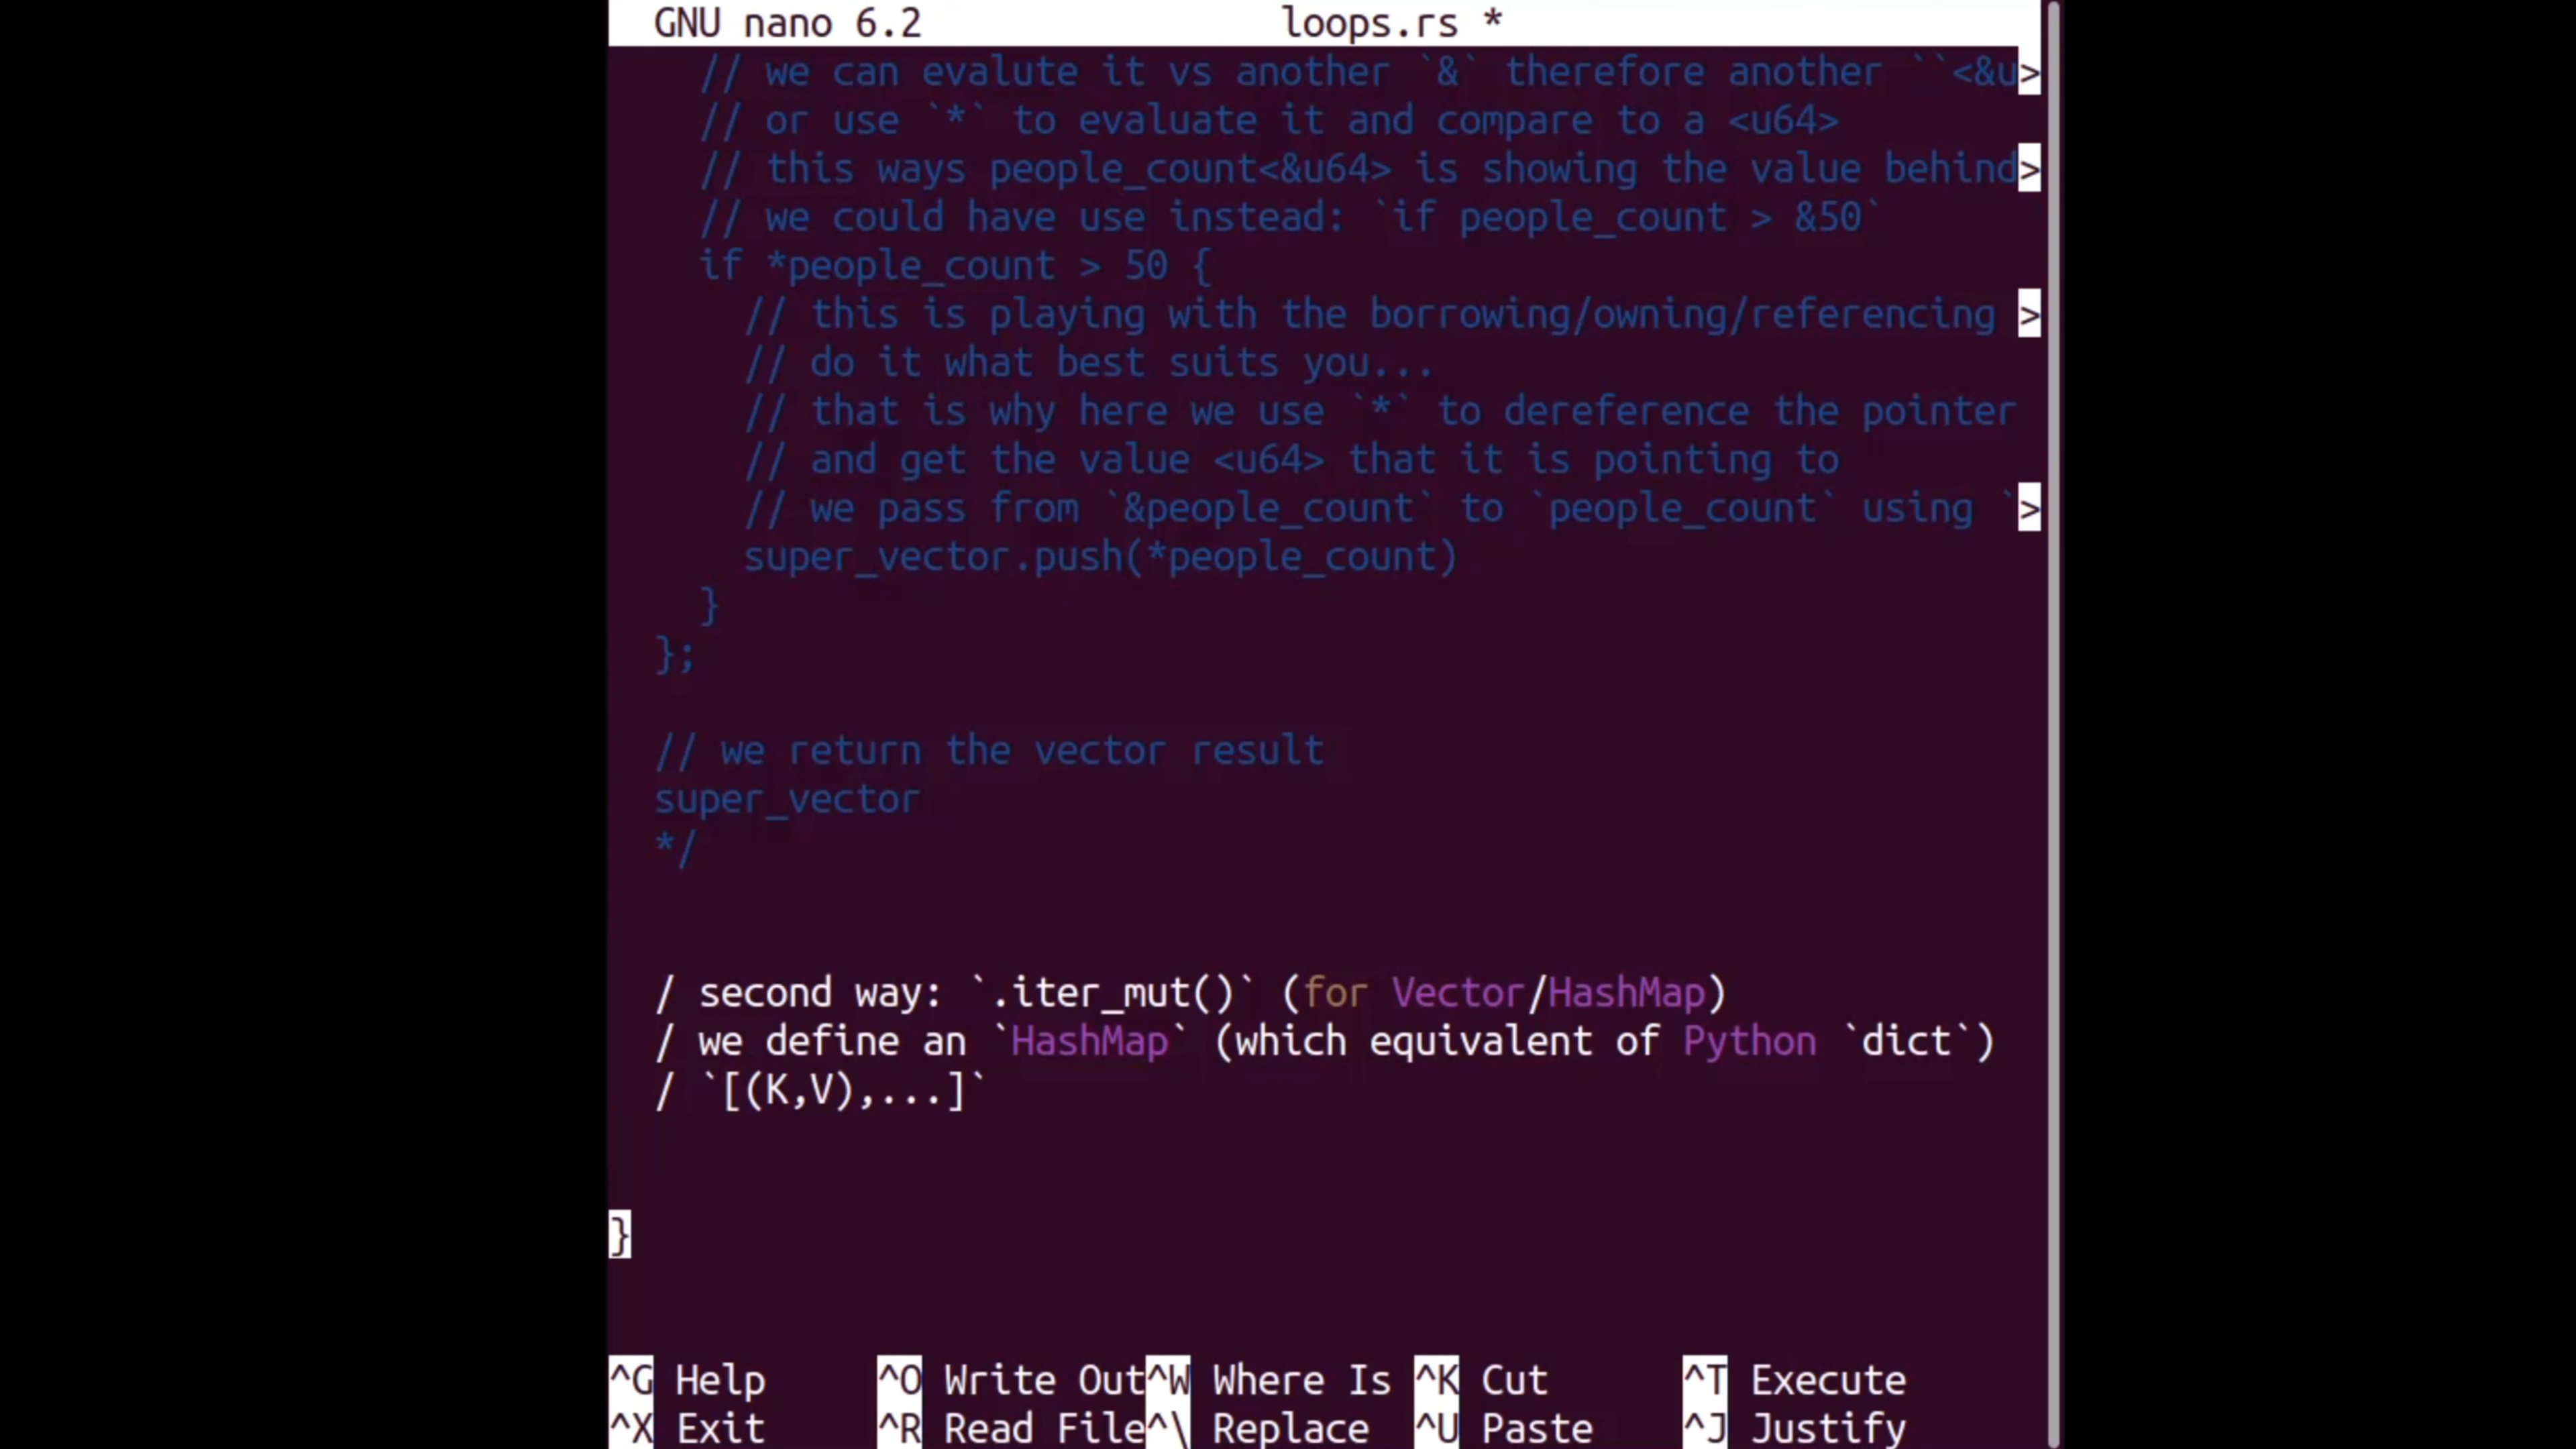 GNU nano 6.2 loops.rs *
// we can evalute it vs another `&` therefore another ``<&u>
// or use `*` to evaluate it and compare to a <u64>
// this ways people_count<&u64> is showing the value behind>
// we could have use instead: `if people_count > &50`
if *people_count > 50 {
// this is playing with the borrowing/owning/referencing >
// do it what best suits you...
// that is why here we use `*` to dereference the pointer
// and get the value <u64> that it is pointing to
// we pass from `&people_count` to `people_count` using `>
super_vector.push(*people_count)
}
};
// we return the vector result
super_vector
*/
/ second way: `.iter_mut()` (for Vector/HashMap)
/ we define an `HashMap` (which equivalent of Python `dict`)
/ `[(K,V),...]`
}
^G Help ^O Write Out ^W Where Is ^K Cut ^T Execute
^X Exit ^R Read File ^\ Replace ^U Paste ^J Justify